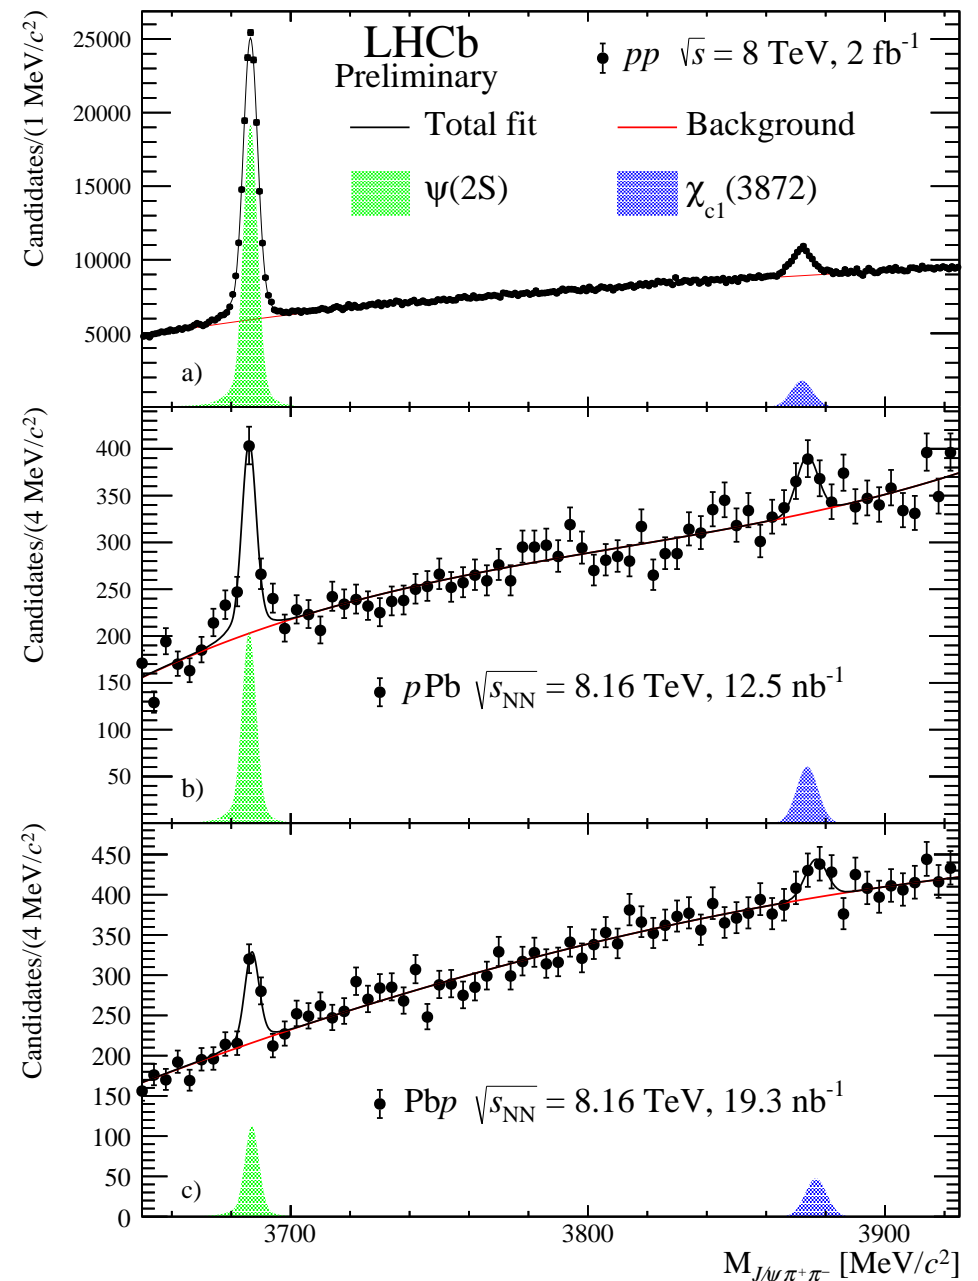 Candidates/(1 MeV/c²)
25000
20000
15000
10000
5000
LHCb
Preliminary
pp √s = 8 TeV, 2 fb⁻¹
Total fit
Background
ψ(2S)
χc1(3872)
a)
Candidates/(4 MeV/c²)
400
350
300
250
200
150
100
50
pPb √sNN = 8.16 TeV, 12.5 nb⁻¹
b)
Candidates/(4 MeV/c²)
450
400
350
300
250
200
150
100
50
0
Pbp √sNN = 8.16 TeV, 19.3 nb⁻¹
c)
3700
3800
3900
M J/ψπ⁺π⁻ [MeV/c²]